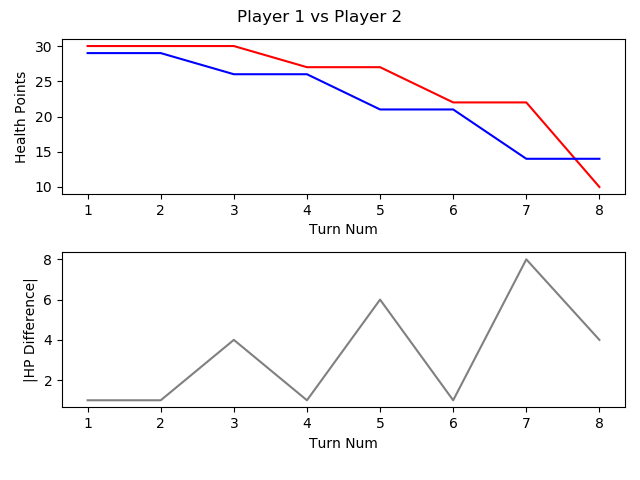 Player 1 vs Player 2
30
25
20
15
10
Health Points
1 2 3 4 5 6 7 8
Turn Num
8
6
4
2
|HP Difference|
1 2 3 4 5 6 7 8
Turn Num